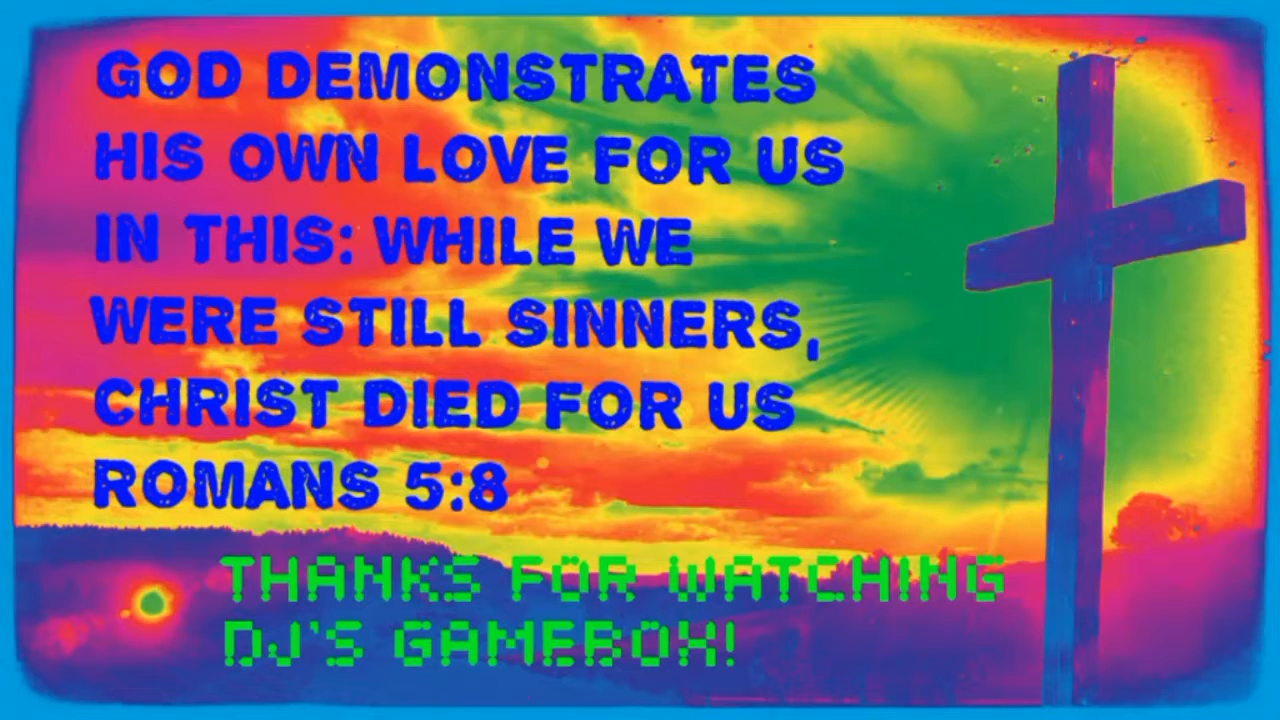 GOD DEMONSTRATES
HIS OWN LOVE FOR US
IN THIS: WHILE WE
WERE STILL SINNERS,
CHRIST DIED FOR US
ROMANS 5:8
THANKS FOR WATCHING
DJ'S GAMEBOX!